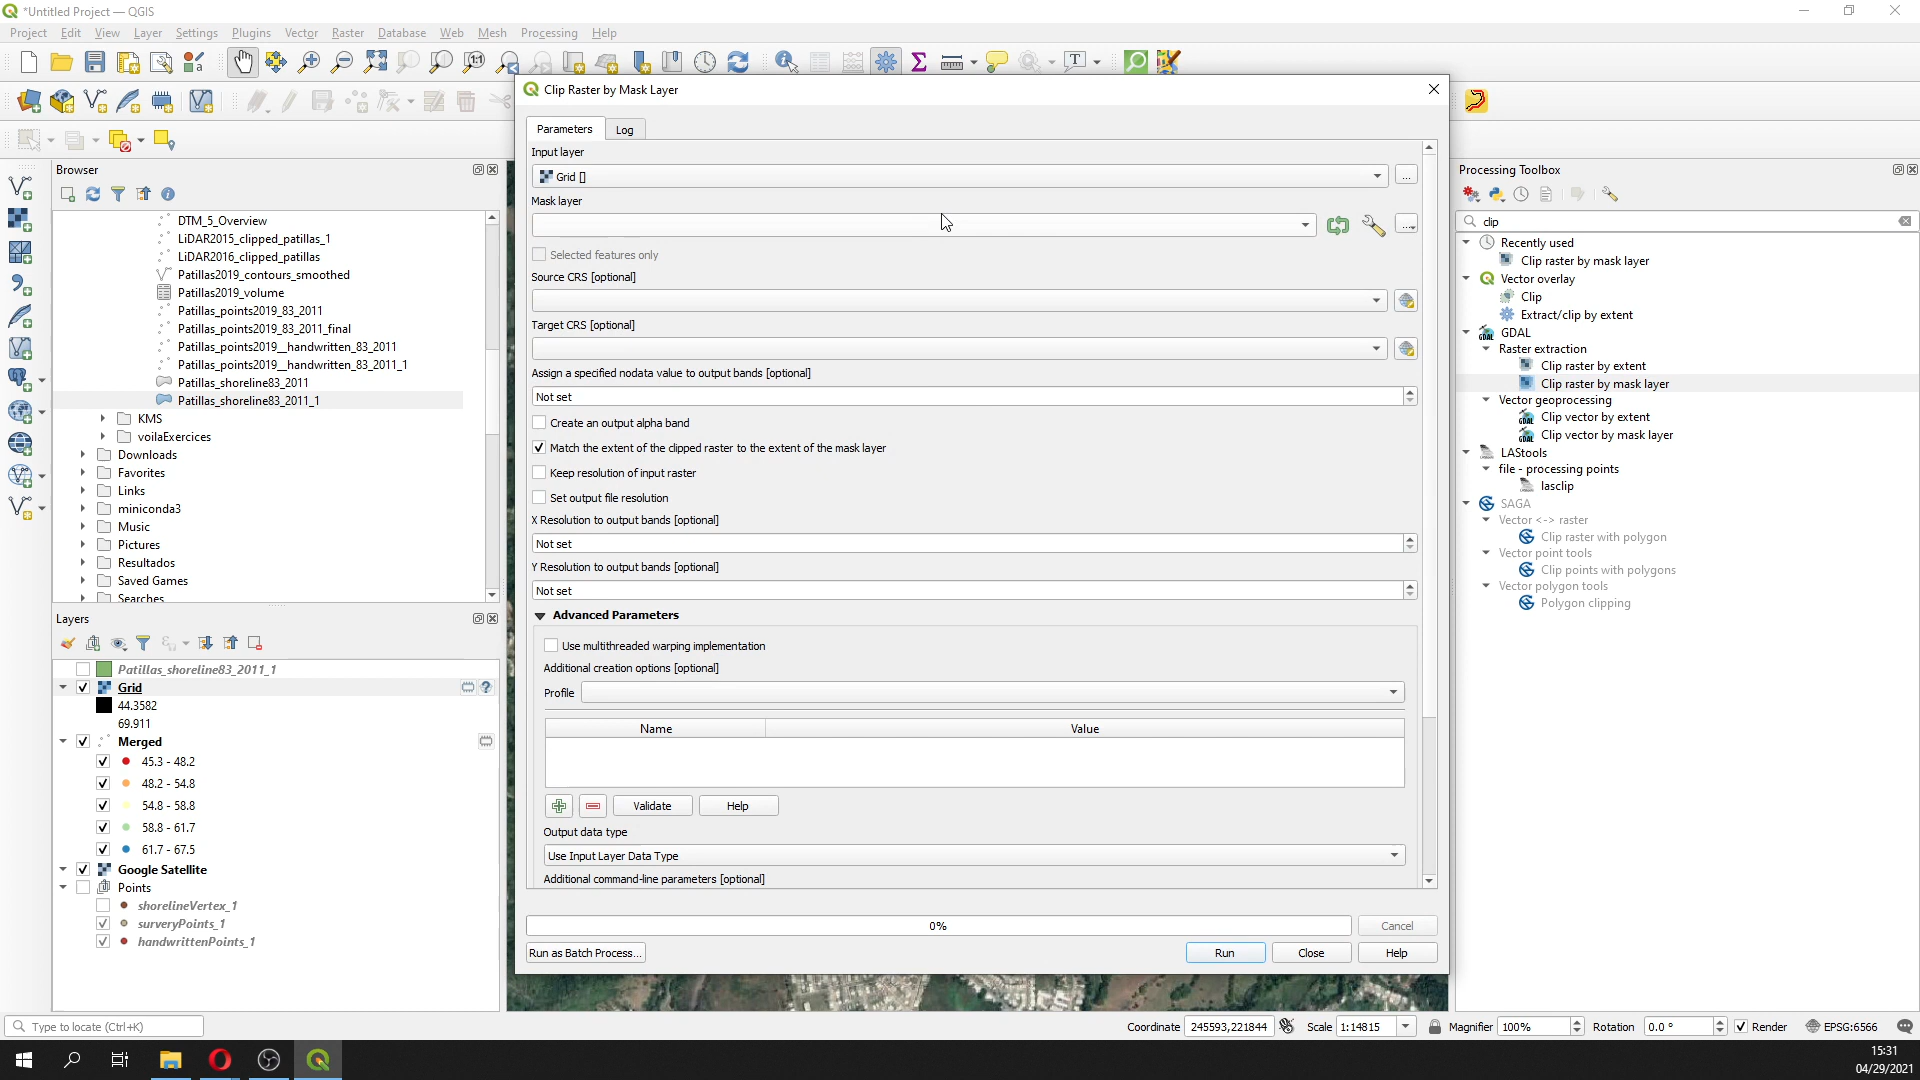 *Untitled Project — QGIS
Project Edit View Layer Settings Plugins Vector Raster Database Web Mesh Processing Help
Clip Raster by Mask Layer
Parameters Log
Input layer
Grid []
Mask layer
Selected features only
Source CRS [optional]
Target CRS [optional]
Assign a specified nodata value to output bands [optional]
Not set
Create an output alpha band
Match the extent of the clipped raster to the extent of the mask layer
Keep resolution of input raster
Set output file resolution
X Resolution to output bands [optional]
Not set
Y Resolution to output bands [optional]
Not set
Advanced Parameters
Use multithreaded warping implementation
Additional creation options [optional]
Profile
Name Value
Validate Help
Output data type
Use Input Layer Data Type
Additional command-line parameters [optional]
0% Cancel
Run as Batch Process... Run Close Help
Browser
DTM_5_Overview
LiDAR2015_clipped_patillas_1
LiDAR2016_clipped_patillas
Patillas2019_contours_smoothed
Patillas2019_volume
Patillas_points2019_83_2011
Patillas_points2019_83_2011_final
Patillas_points2019__handwritten_83_2011
Patillas_points2019__handwritten_83_2011_1
Patillas_shoreline83_2011
Patillas_shoreline83_2011_1
KMS
voilaExercices
Downloads
Favorites
Links
miniconda3
Music
Pictures
Resultados
Saved Games
Searches
Layers
Patillas_shoreline83_2011_1
Grid
44.3582
69.911
Merged
45.3 - 48.2
48.2 - 54.8
54.8 - 58.8
58.8 - 61.7
61.7 - 67.5
Google Satellite
Points
shorelineVertex_1
surveryPoints_1
handwrittenPoints_1
Processing Toolbox
clip
Recently used
Clip raster by mask layer
Vector overlay
Clip
Extract/clip by extent
GDAL
Raster extraction
Clip raster by extent
Clip raster by mask layer
Vector geoprocessing
Clip vector by extent
Clip vector by mask layer
LAStools
file - processing points
lasclip
SAGA
Vector <-> raster
Clip raster with polygon
Vector point tools
Clip points with polygons
Vector polygon tools
Polygon clipping
Type to locate (Ctrl+K) Coordinate 245593,221844 Scale 1:14815 Magnifier 100% Rotation 0.0 ° Render EPSG:6566
15:31
04/29/2021